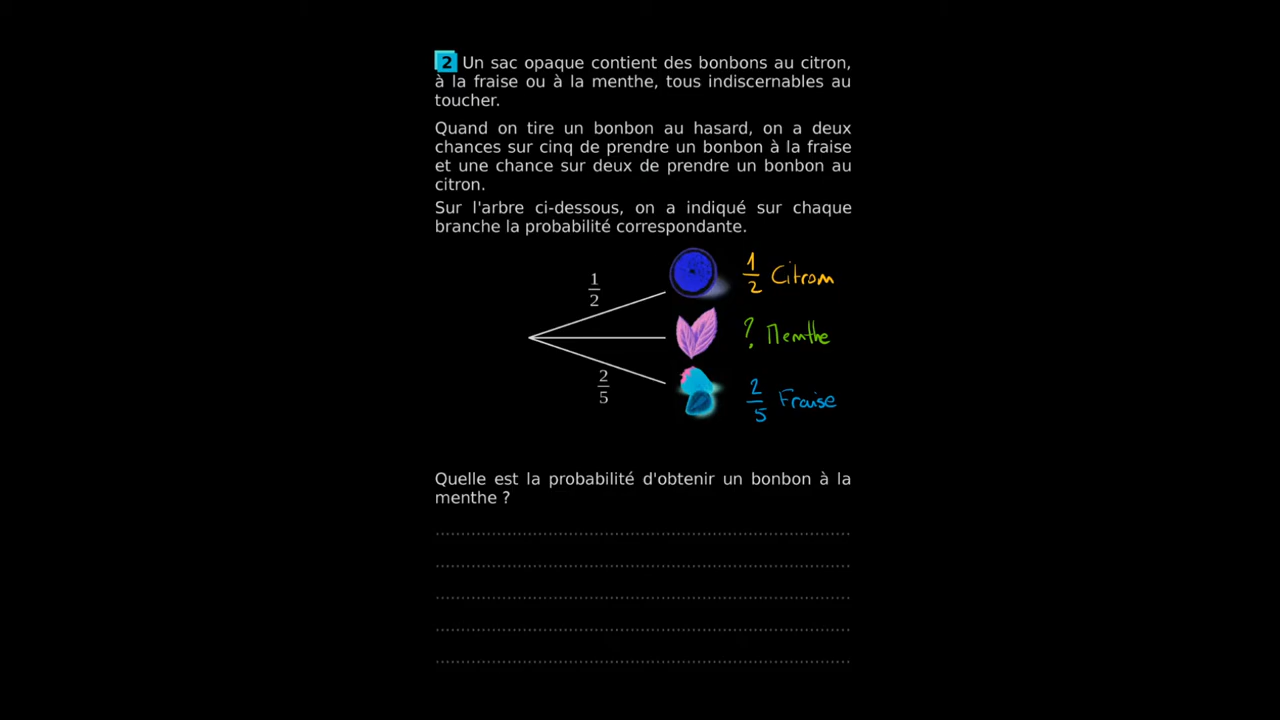 2 Un sac opaque contient des bonbons au citron,
à la fraise ou à la menthe, tous indiscernables au
toucher.
Quand on tire un bonbon au hasard, on a deux
chances sur cinq de prendre un bonbon à la fraise
et une chance sur deux de prendre un bonbon au
citron.
Sur l'arbre ci-dessous, on a indiqué sur chaque
branche la probabilité correspondante.
1/2
1/2 Citron
? Menthe
2/5
2/5 Fraise
Quelle est la probabilité d'obtenir un bonbon à la
menthe ?